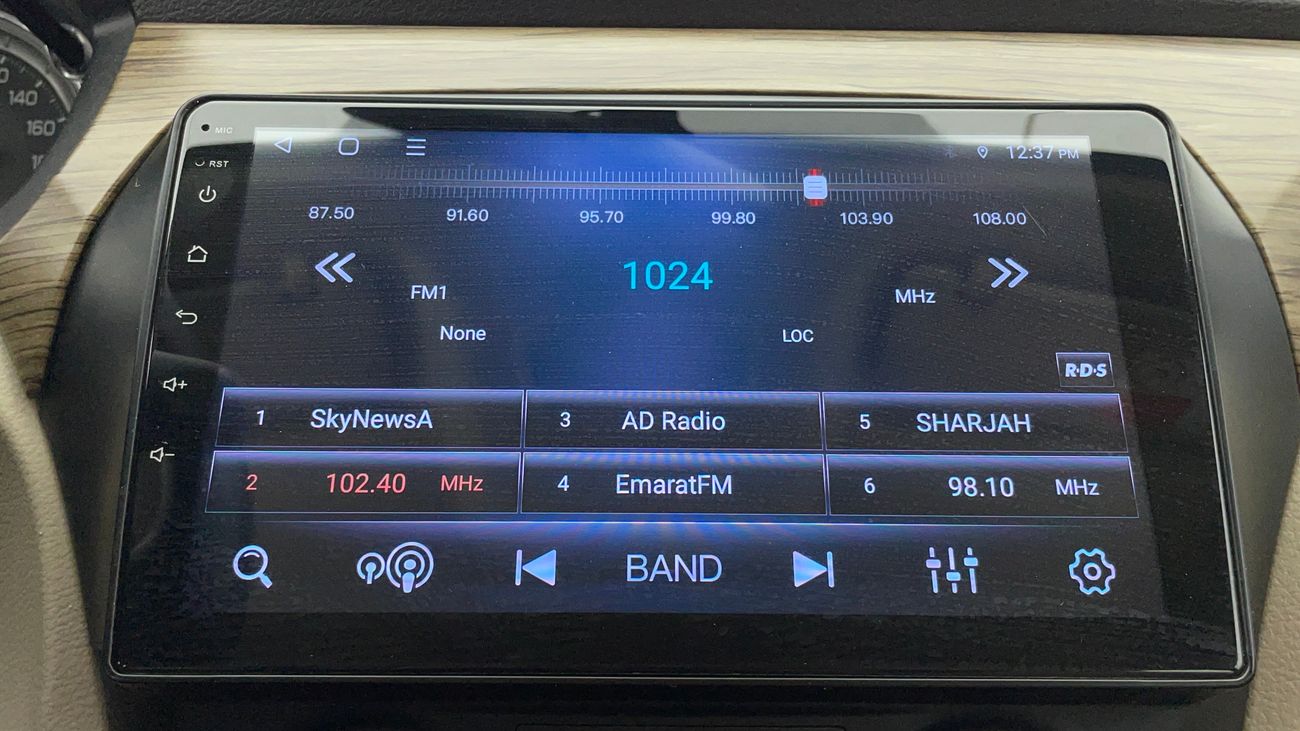 140
160
MIC
RST
12:37 PM
87.50 91.60 95.70 99.80 103.90 108.00
1024
FM1 MHz
None LOC
R·D·S
1 SkyNewsA 3 AD Radio 5 SHARJAH
2 102.40 MHz 4 EmaratFM 6 98.10 MHz
BAND